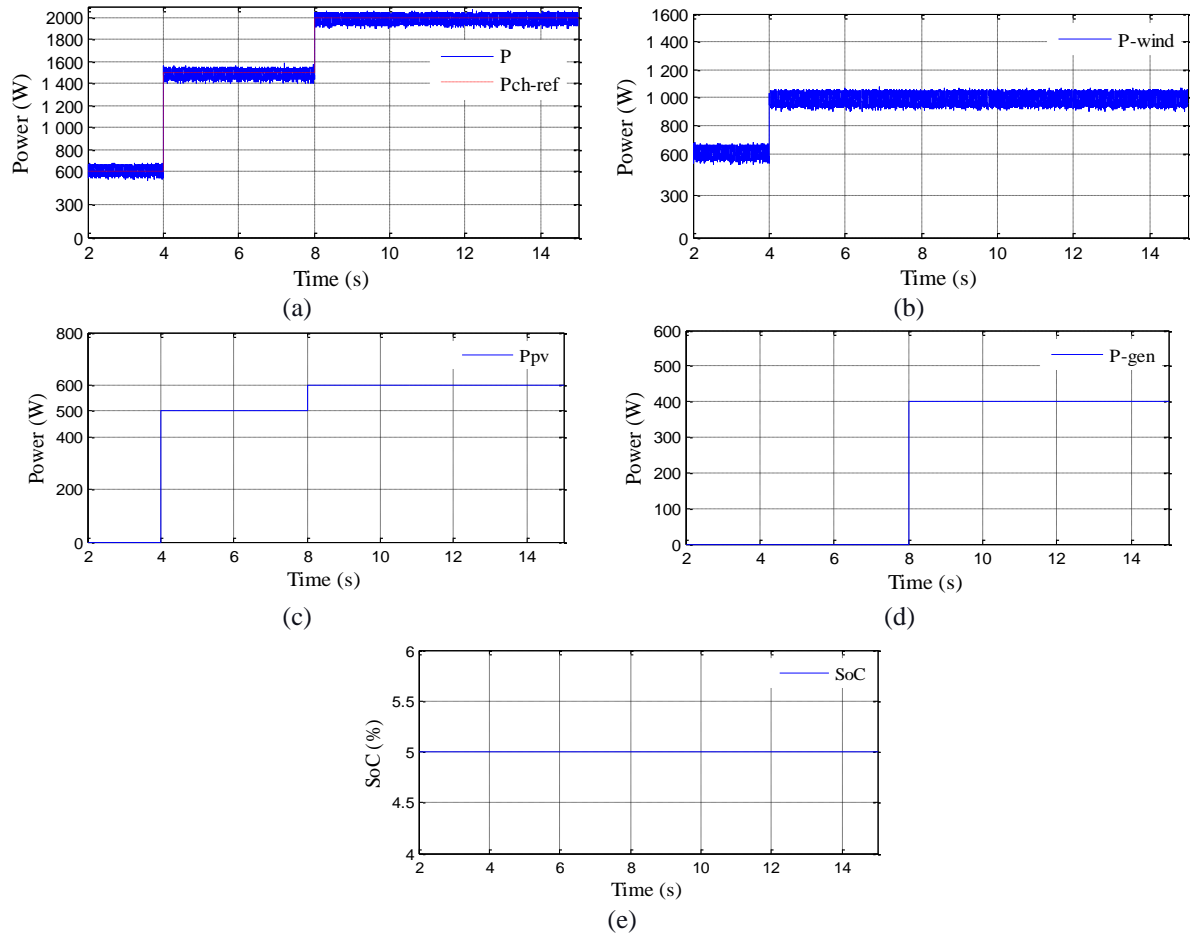 2000
1800
1600
1400
1 200
1 000
800
600
300
0
Power (W)
P
Pch-ref
2 4 6 8 10 12 14
Time (s)
(a)
1600
1400
1200
1 000
800
600
300
0
Power (W)
P-wind
2 4 6 8 10 12 14
Time (s)
(b)
800
600
500
400
200
0
Power (W)
Ppv
2 4 6 8 10 12 14
Time (s)
(c)
600
500
400
300
200
100
0
Power (W)
P-gen
2 4 6 8 10 12 14
Time (s)
(d)
6
5.5
5
4.5
4
SoC (%)
SoC
2 4 6 8 10 12 14
Time (s)
(e)